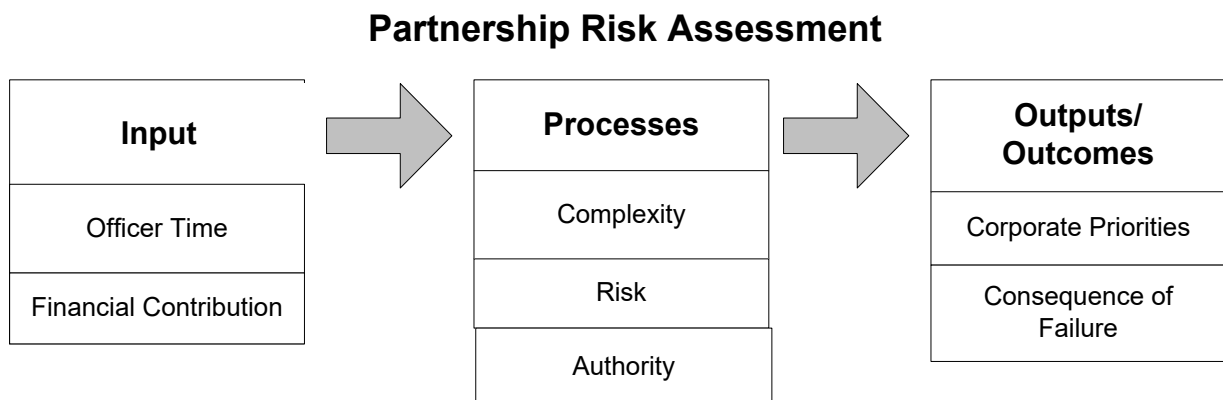 Partnership Risk Assessment
Input
Officer Time
Financial Contribution
Processes
Complexity
Risk
Authority
Outputs/
Outcomes
Corporate Priorities
Consequence of
Failure